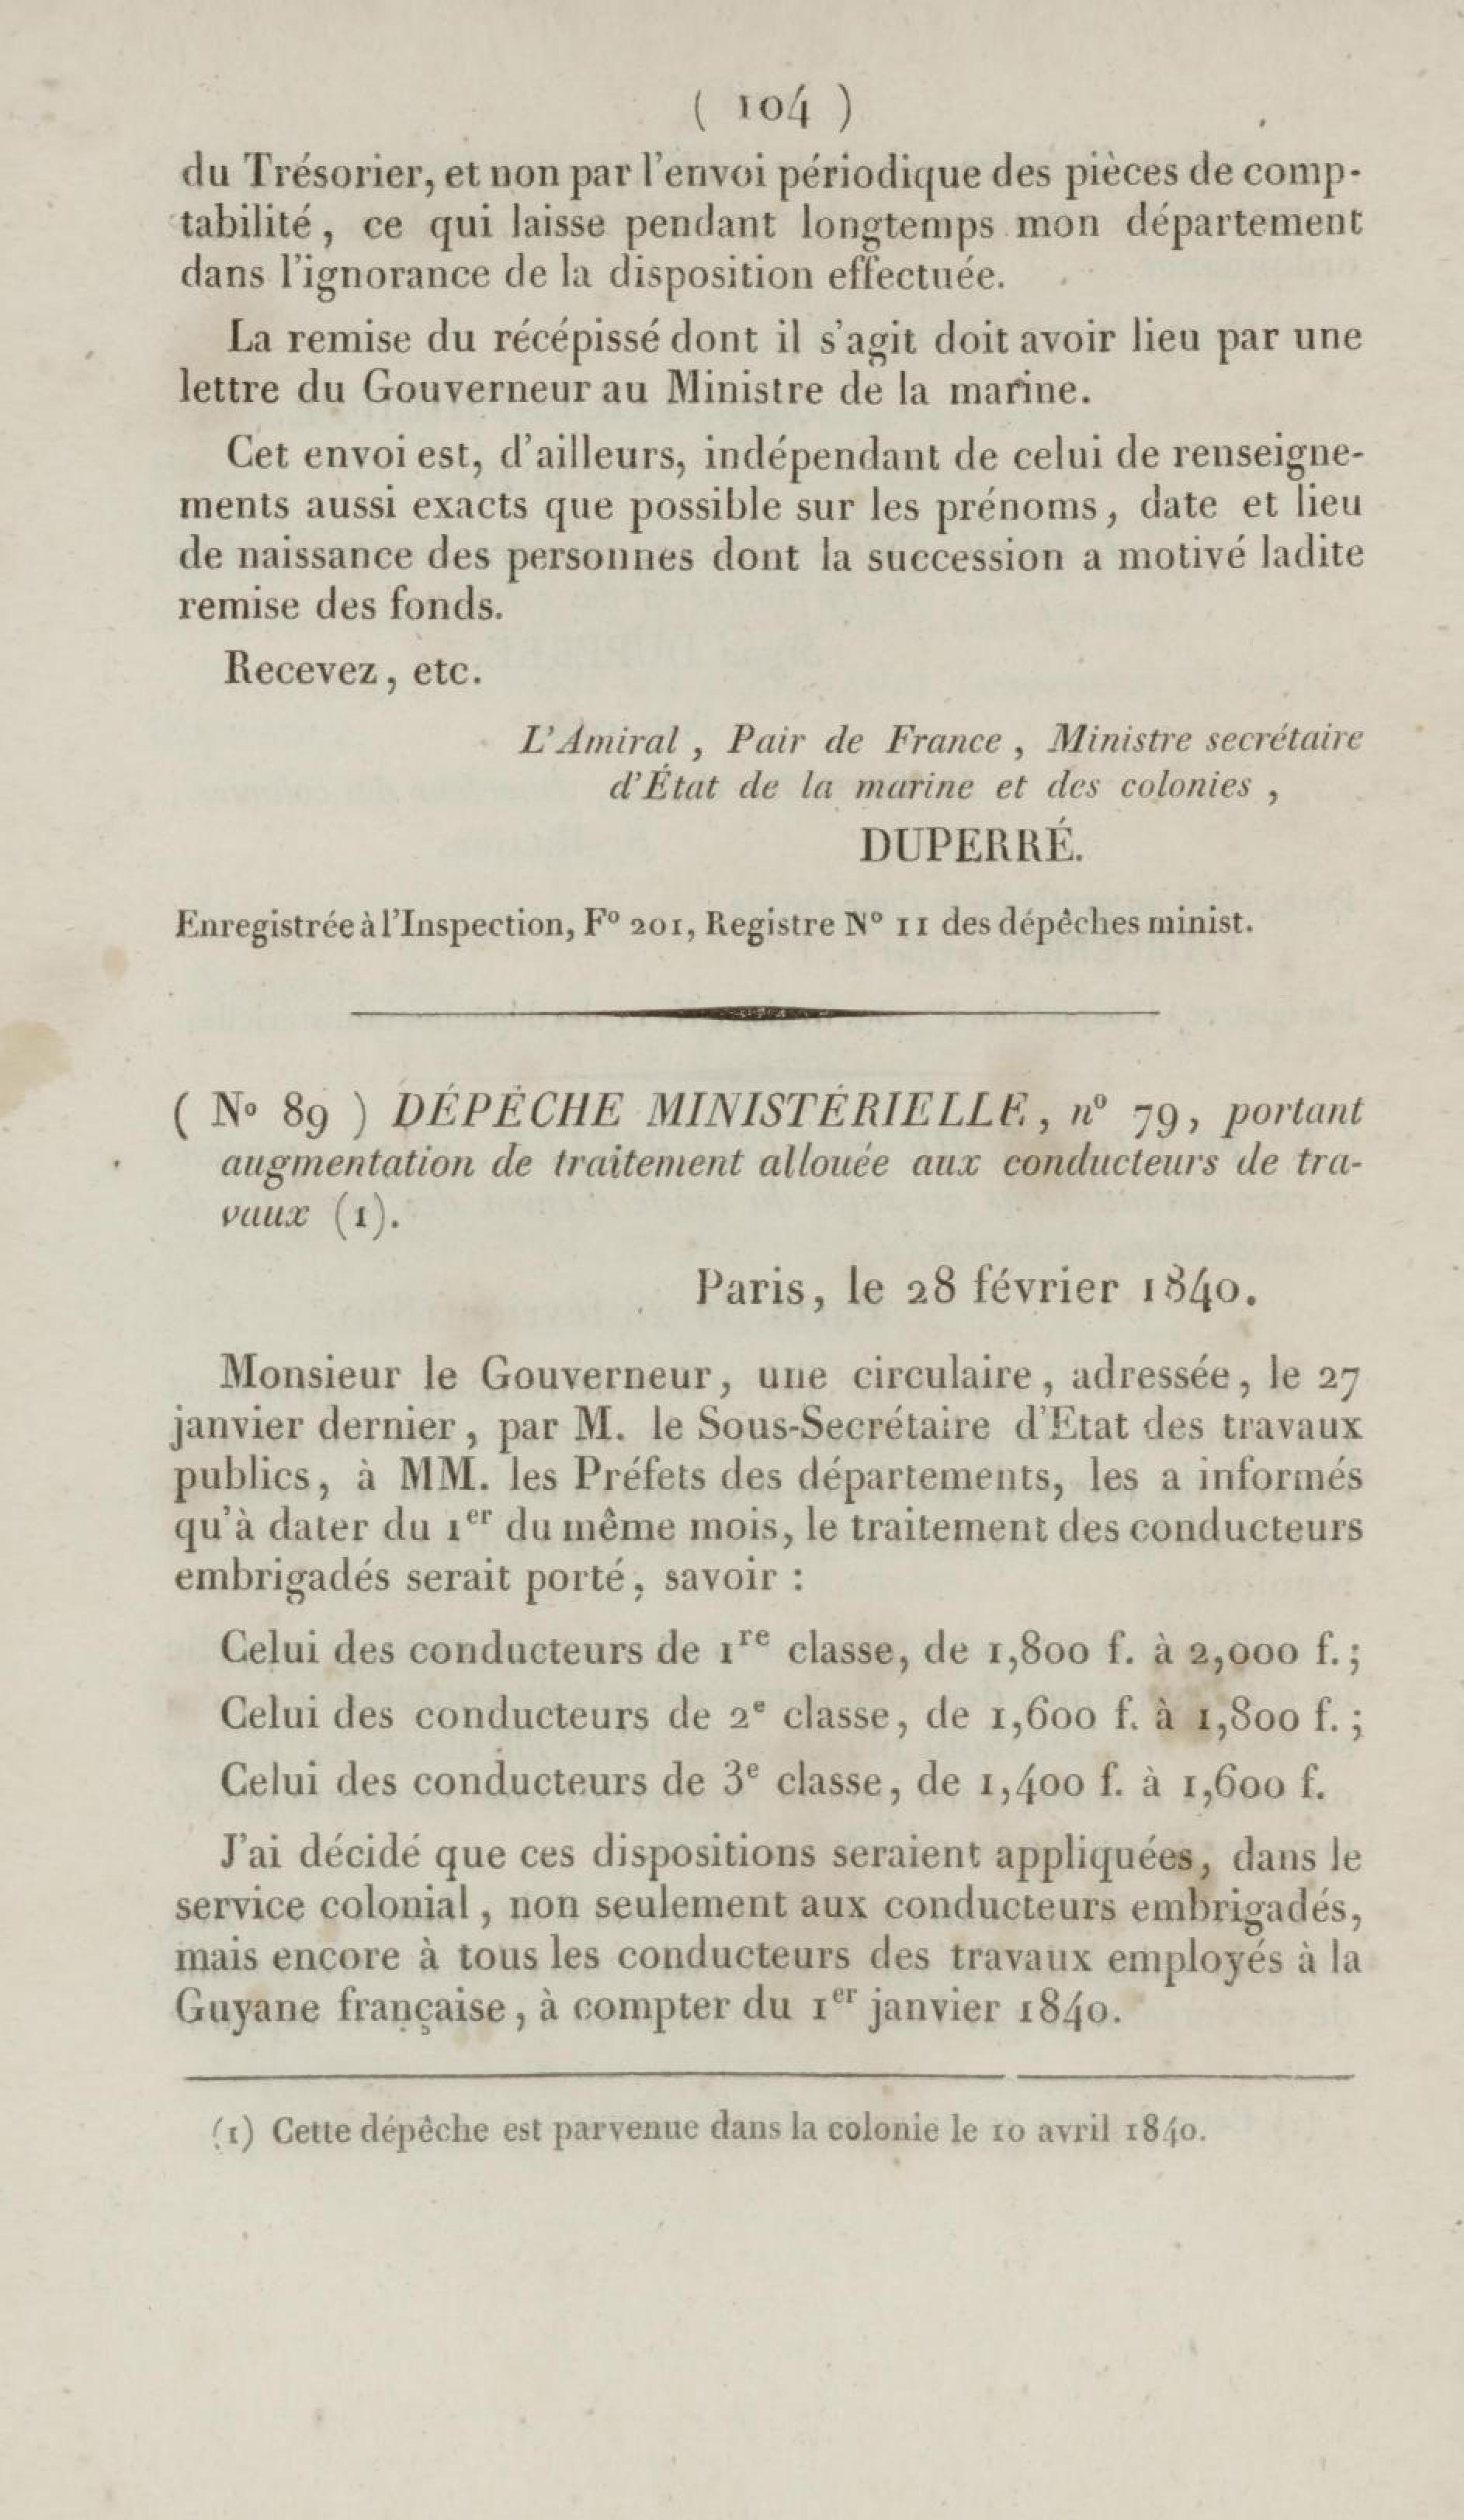 ( 104 )
du Trésorier, et non par l'envoi périodique des pièces de comp-
tabilité, ce qui laisse pendant longtemps mon département
dans l'ignorance de la disposition effectuée.
La remise du récépissé dont il s'agit doit avoir lieu par une
lettre du Gouverneur au Ministre de la marine.
Cet envoi est, d'ailleurs, indépendant de celui de renseigne-
ments aussi exacts que possible sur les prénoms, date et lieu
de naissance des personnes dont la succession a motivé ladite
remise des fonds.
Recevez, etc.
L'Amiral, Pair de France, Ministre secrétaire
d'État de la marine et des colonies,
DUPERRÉ.
Enregistrée à l'Inspection, Fº 201, Registre Nº 11 des dépêches minist.
( Nº 89 ) DÉPÊCHE MINISTÉRIELLE, nº 79, portant
augmentation de traitement allouée aux conducteurs de tra-
vaux (1).
Paris, le 28 février 1840.
Monsieur le Gouverneur, une circulaire, adressée, le 27
janvier dernier, par M. le Sous-Secrétaire d'Etat des travaux
publics, à MM. les Préfets des départements, les a informés
qu'à dater du 1er du même mois, le traitement des conducteurs
embrigadés serait porté, savoir :
Celui des conducteurs de 1re classe, de 1,800 f. à 2,000 f.;
Celui des conducteurs de 2e classe, de 1,600 f. à 1,800 f.;
Celui des conducteurs de 3e classe, de 1,400 f. à 1,600 f.
J'ai décidé que ces dispositions seraient appliquées, dans le
service colonial, non seulement aux conducteurs embrigadés,
mais encore à tous les conducteurs des travaux employés à la
Guyane française, à compter du 1er janvier 1840.
(1) Cette dépêche est parvenue dans la colonie le 10 avril 1840.